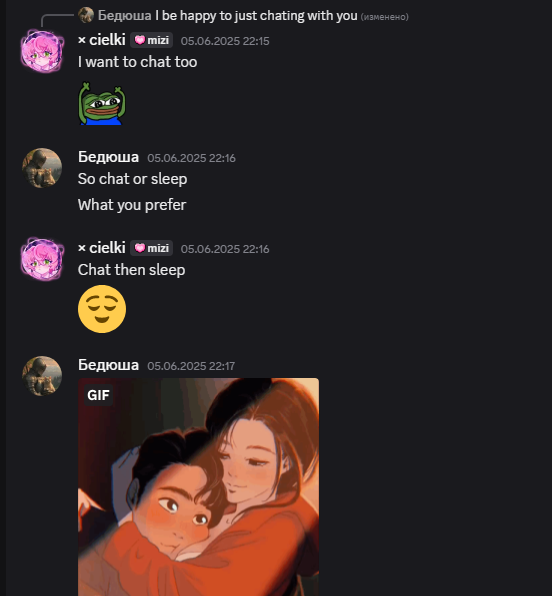 Бедюша I be happy to just chating with you (изменено)
× cielki mizi 05.06.2025 22:15
I want to chat too
Бедюша 05.06.2025 22:16
So chat or sleep
What you prefer
× cielki mizi 05.06.2025 22:16
Chat then sleep
Бедюша 05.06.2025 22:17
GIF